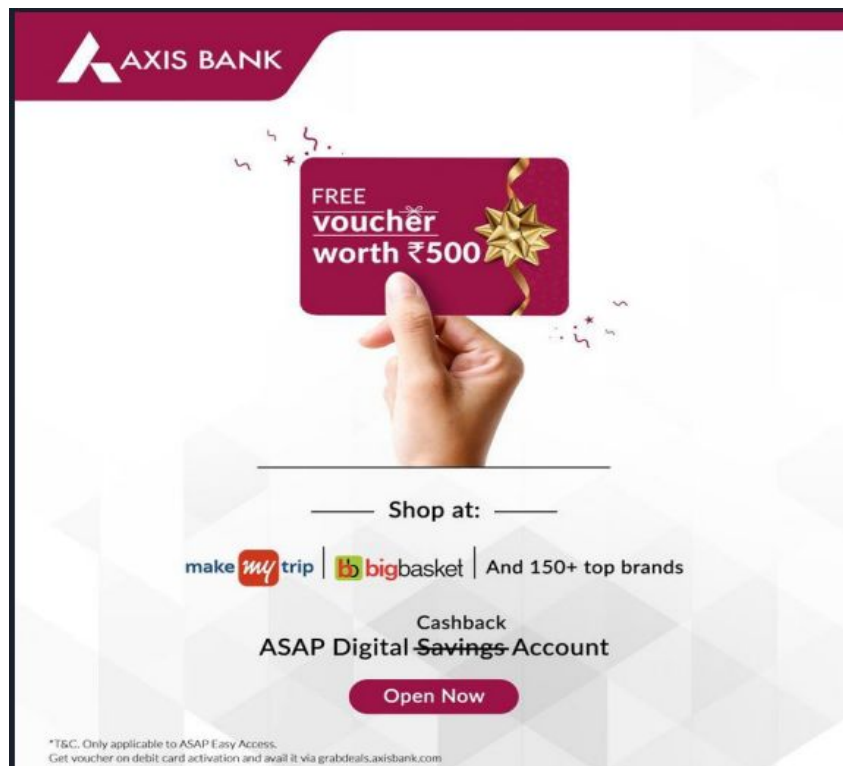 AXIS BANK
FREE
voucher
worth ₹500
Shop at:
make my trip | bb bigbasket | And 150+ top brands
Cashback
ASAP Digital Savings Account
Open Now
*T&C. Only applicable to ASAP Easy Access.
Get voucher on debit card activation and avail it via grabdeals.axisbank.com